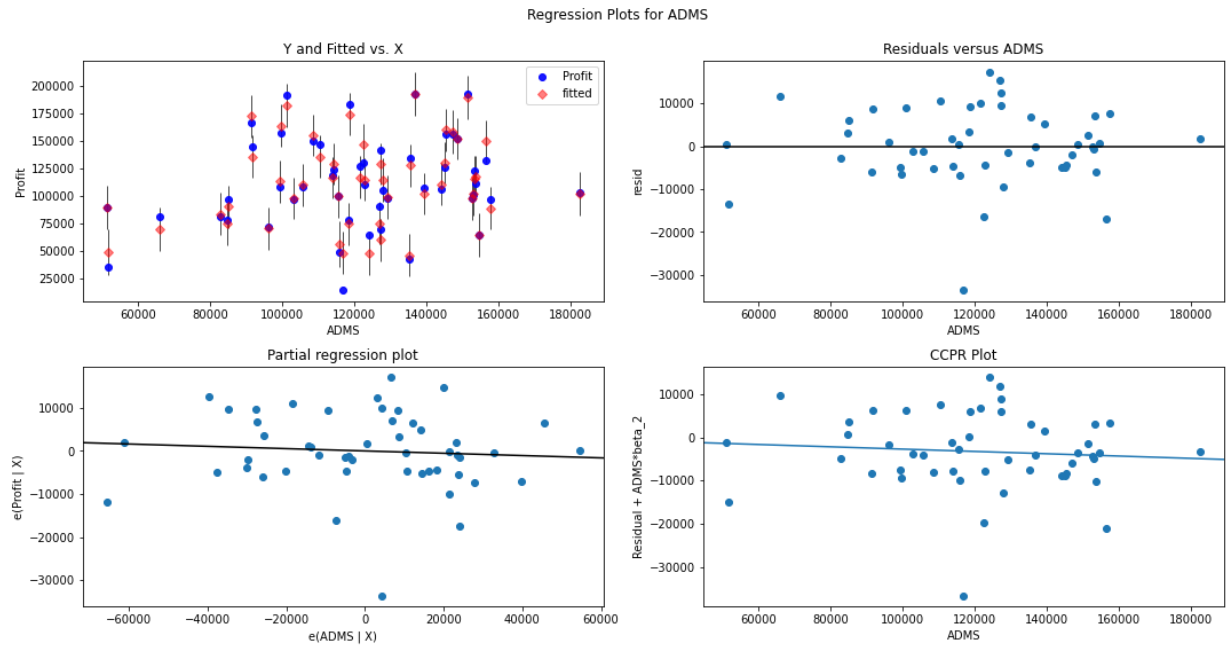 Regression Plots for ADMS
Y and Fitted vs. X
Profit
200000
175000
150000
125000
100000
75000
50000
25000
60000 80000 100000 120000 140000 160000 180000
ADMS
Profit
fitted
Residuals versus ADMS
resid
10000
0
−10000
−20000
−30000
60000 80000 100000 120000 140000 160000 180000
ADMS
Partial regression plot
e(Profit | X)
10000
0
−10000
−20000
−30000
−60000 −40000 −20000 0 20000 40000 60000
e(ADMS | X)
CCPR Plot
Residual + ADMS*beta_2
10000
0
−10000
−20000
−30000
60000 80000 100000 120000 140000 160000 180000
ADMS